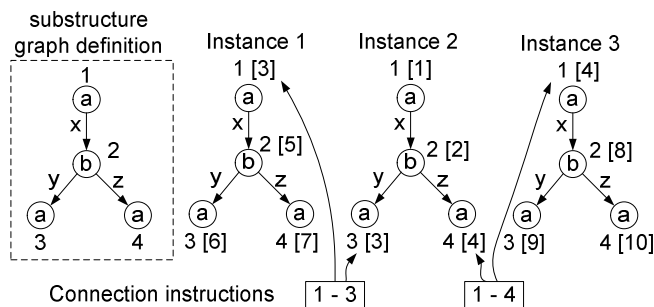 substructure
graph definition
Instance 1
Instance 2
Instance 3
1
a
x
b
2
y
z
a
a
3
4
1 [3]
a
x
b
2 [5]
y
z
a
a
3 [6]
4 [7]
1 [1]
a
x
b
2 [2]
y
z
a
a
3 [3]
4 [4]
1 [4]
a
x
b
2 [8]
y
z
a
a
3 [9]
4 [10]
Connection instructions
1 - 3
1 - 4